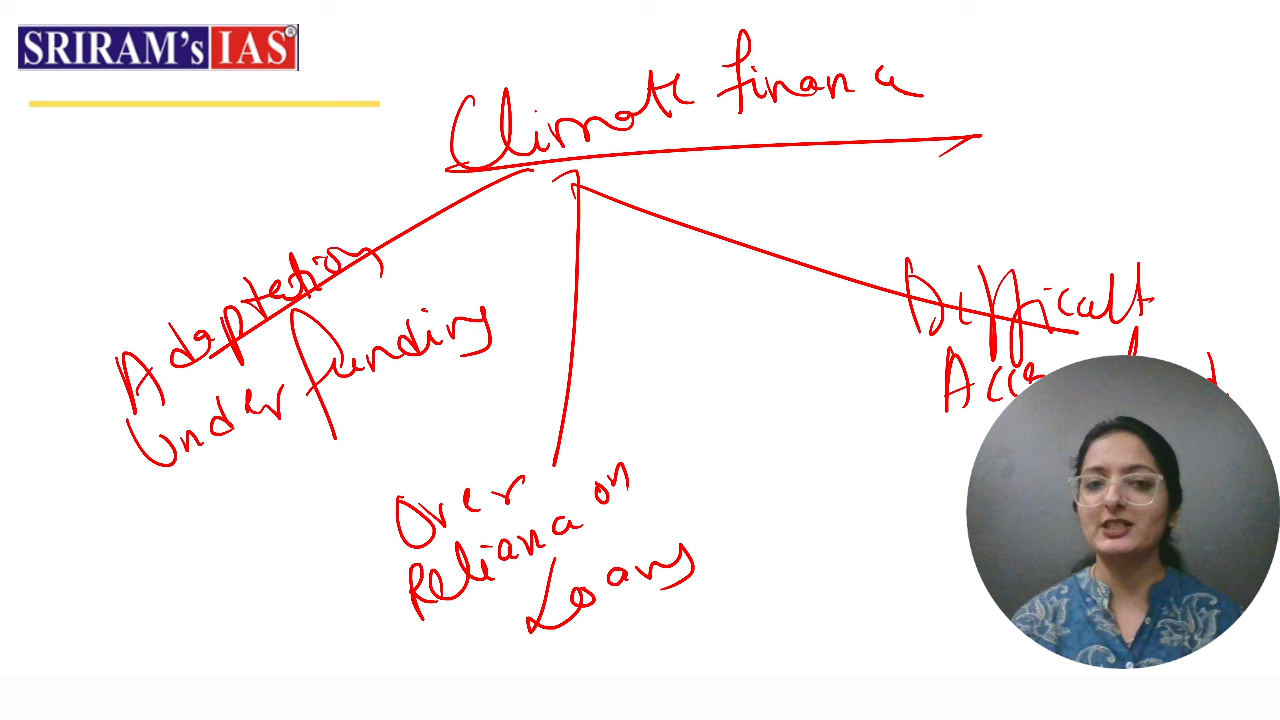 SRIRAM's IAS®
Climate finance
Adaptation
Under funding
Over
Reliance on
Loans
Difficult